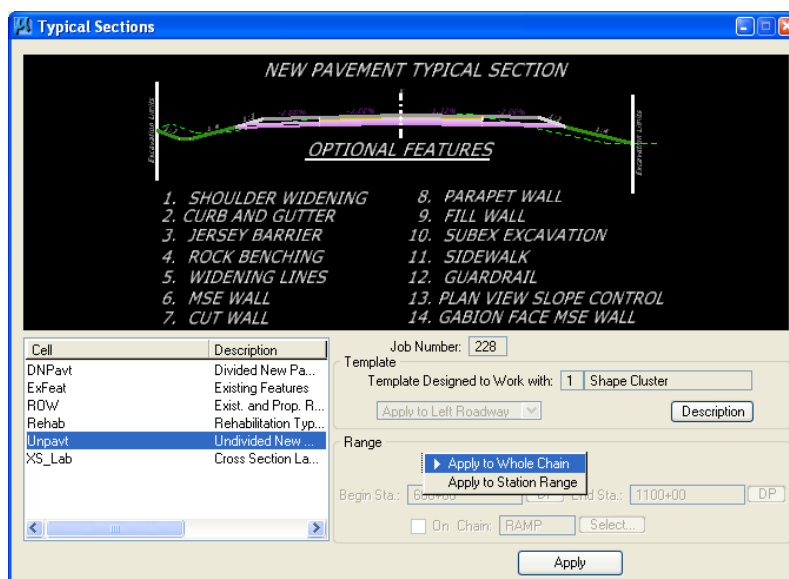 Typical Sections
NEW PAVEMENT TYPICAL SECTION
Excavation Limits
Excavation Limits
OPTIONAL FEATURES
1. SHOULDER WIDENING
2. CURB AND GUTTER
3. JERSEY BARRIER
4. ROCK BENCHING
5. WIDENING LINES
6. MSE WALL
7. CUT WALL
8. PARAPET WALL
9. FILL WALL
10. SUBEX EXCAVATION
11. SIDEWALK
12. GUARDRAIL
13. PLAN VIEW SLOPE CONTROL
14. GABION FACE MSE WALL
Cell Description
DNPavt Divided New Pa...
ExFeat Existing Features
ROW Exist. and Prop. R...
Rehab Rehabilitation Typ...
Unpavt Undivided New ...
XS_Lab Cross Section La...
Job Number: 228
Template
Template Designed to Work with: 1 Shape Cluster
Apply to Left Roadway
Description
Range
Apply to Whole Chain
Apply to Station Range
Begin Sta.: DP End Sta.: 1100+00 DP
On Chain: RAMP Select...
Apply